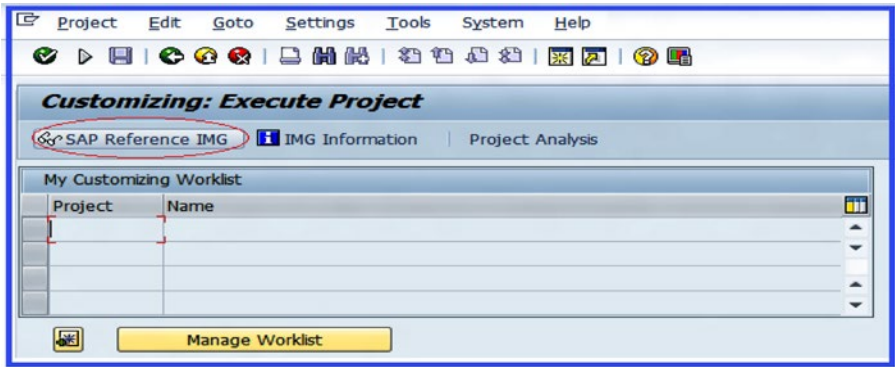 Project Edit Goto Settings Tools System Help
Customizing: Execute Project
SAP Reference IMG IMG Information Project Analysis
My Customizing Worklist
Project Name
Manage Worklist